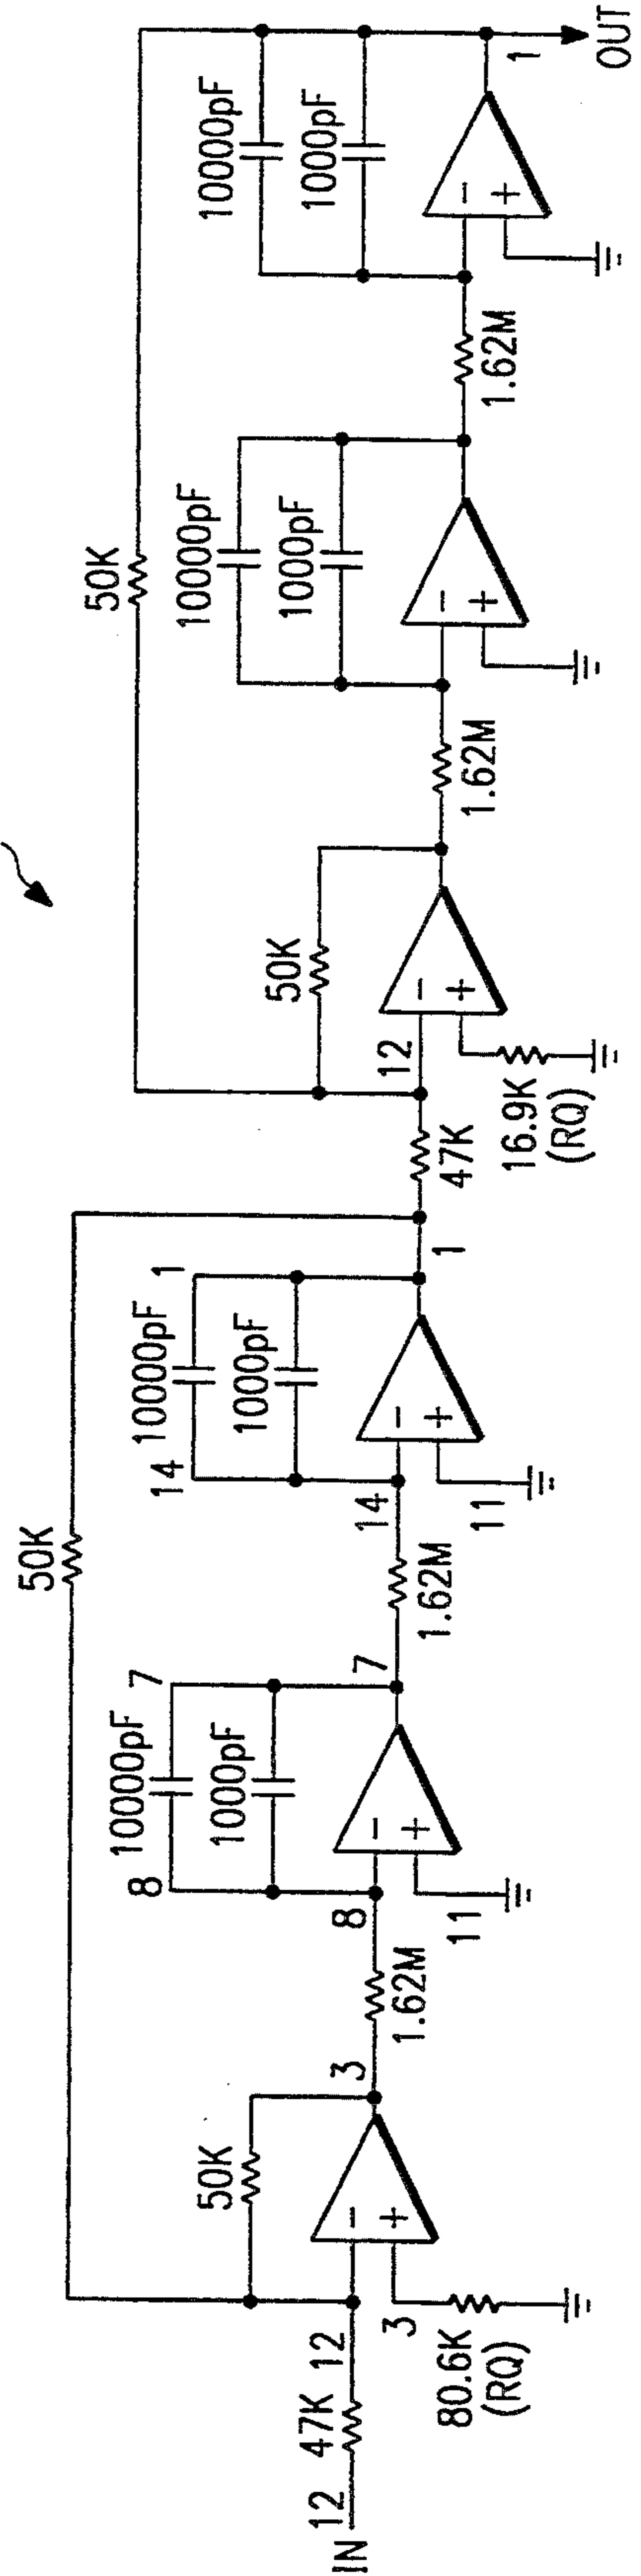 IN
12
47K
12
3
80.6K
(RQ)
50K
50K
-
+
3
1.62M
8
8
10000pF
1000pF
7
-
+
11
7
1.62M
14
14
10000pF
1000pF
1
-
+
11
1
47K
12
16.9K
(RQ)
50K
50K
-
+
1.62M
10000pF
1000pF
-
+
1.62M
10000pF
1000pF
-
+
1
OUT